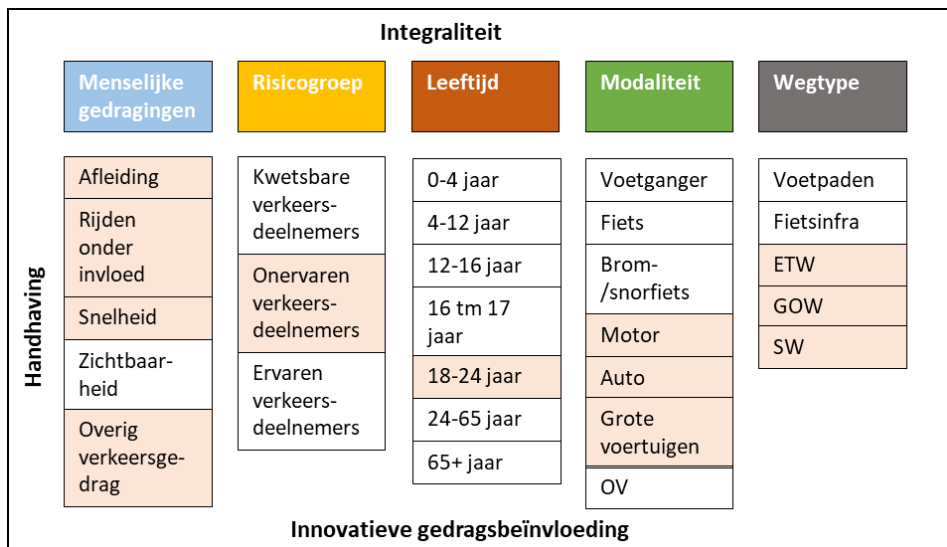 Integraliteit
Handhaving
Menselijke
gedragingen
Afleiding
Rijden
onder
invloed
Snelheid
Zichtbaar-
heid
Overig
verkeersge-
drag
Risicogroep
Kwetsbare
verkeers-
deelnemers
Onervaren
verkeers-
deelnemers
Ervaren
verkeers-
deelnemers
Leeftijd
0-4 jaar
4-12 jaar
12-16 jaar
16 tm 17
jaar
18-24 jaar
24-65 jaar
65+ jaar
Modaliteit
Voetganger
Fiets
Brom-
/snorfiets
Motor
Auto
Grote
voertuigen
OV
Wegtype
Voetpaden
Fietsinfra
ETW
GOW
SW
Innovatieve gedragsbeïnvloeding